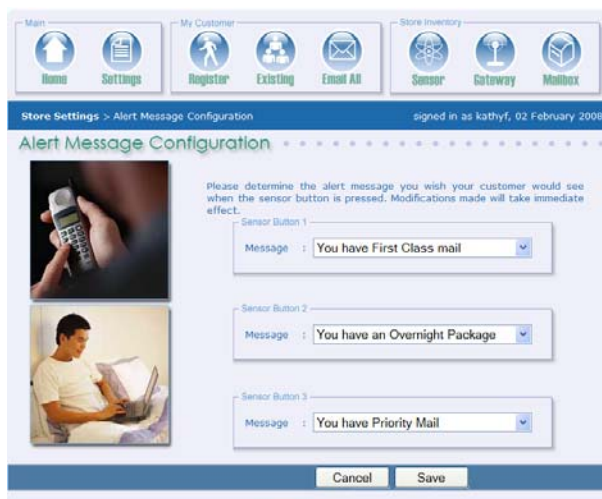 Main
My Customer
Store Inventory
Home
Settings
Register
Existing
Email All
Sensor
Gateway
Mailbox
Store Settings > Alert Message Configuration
signed in as kathyf, 02 February 2008
Alert Message Configuration
Please determine the alert message you wish your customer would see
when the sensor button is pressed. Modifications made will take immediate
effect.
Sensor Button 1
Message : You have First Class mail
Sensor Button 2
Message : You have an Overnight Package
Sensor Button 3
Message : You have Priority Mail
Cancel
Save